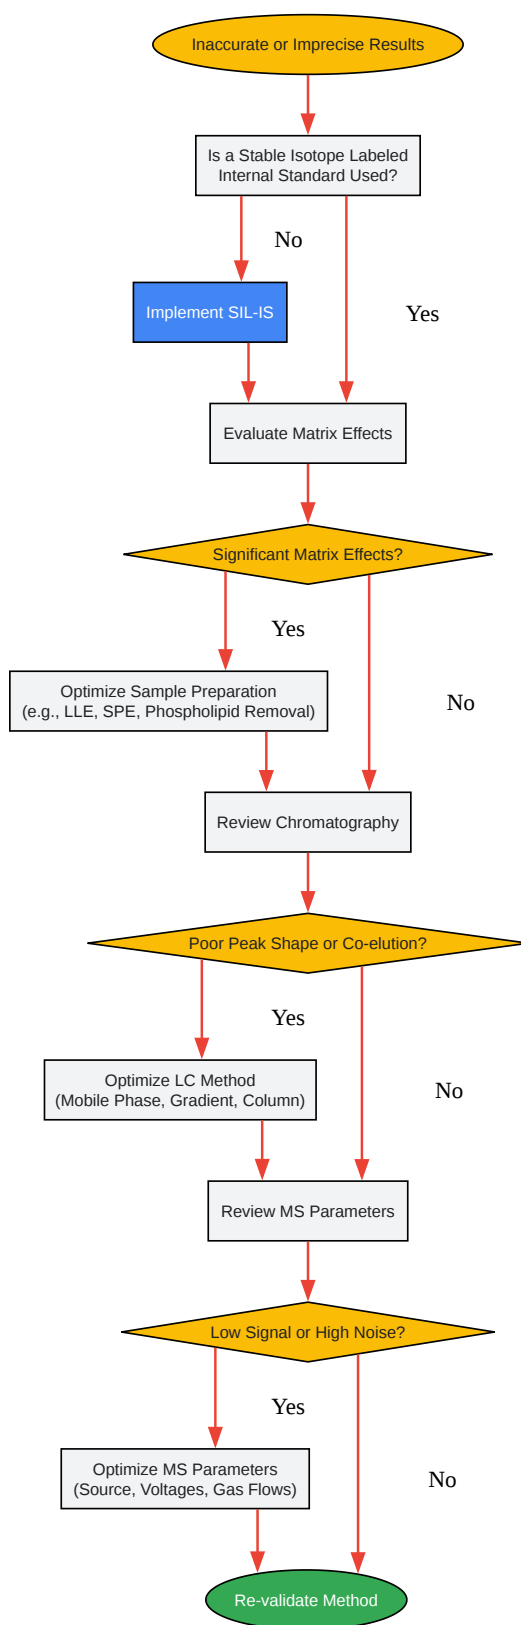 Inaccurate or Imprecise Results
Is a Stable Isotope Labeled
Internal Standard Used?
No
Implement SIL-IS
Yes
Evaluate Matrix Effects
Significant Matrix Effects?
Yes
Optimize Sample Preparation
(e.g., LLE, SPE, Phospholipid Removal)
No
Review Chromatography
Poor Peak Shape or Co-elution?
Yes
Optimize LC Method
(Mobile Phase, Gradient, Column)
No
Review MS Parameters
Low Signal or High Noise?
Yes
Optimize MS Parameters
(Source, Voltages, Gas Flows)
No
Re-validate Method